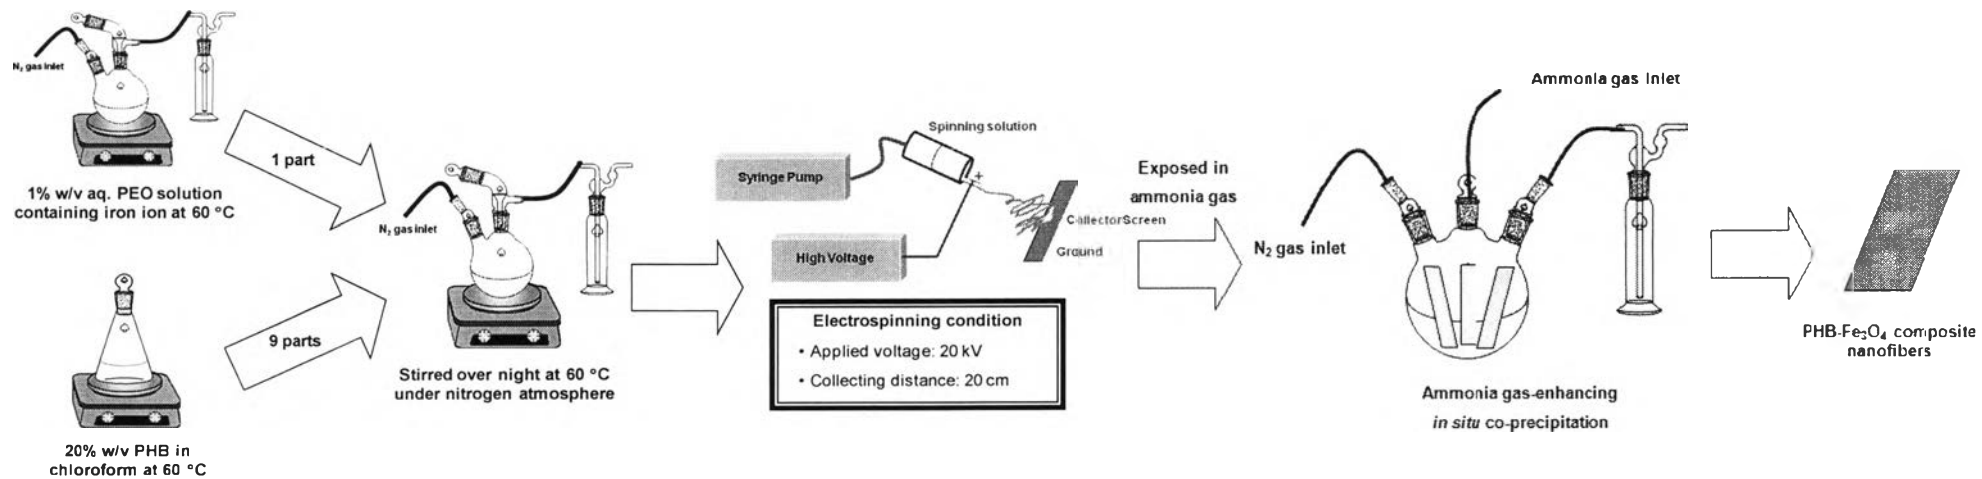 N₂ gas inlet
1% w/v aq. PEO solution
containing iron ion at 60 °C
1 part
20% w/v PHB in
chloroform at 60 °C
9 parts
N₂ gas inlet
Stirred over night at 60 °C
under nitrogen atmosphere
Spinning solution
Syringe Pump
+
High Voltage
Collector Screen
Ground
Electrospinning condition
• Applied voltage: 20 kV
• Collecting distance: 20 cm
Exposed in
ammonia gas
Ammonia gas inlet
N₂ gas inlet
Ammonia gas-enhancing
in situ co-precipitation
PHB-Fe₃O₄ composite
nanofibers